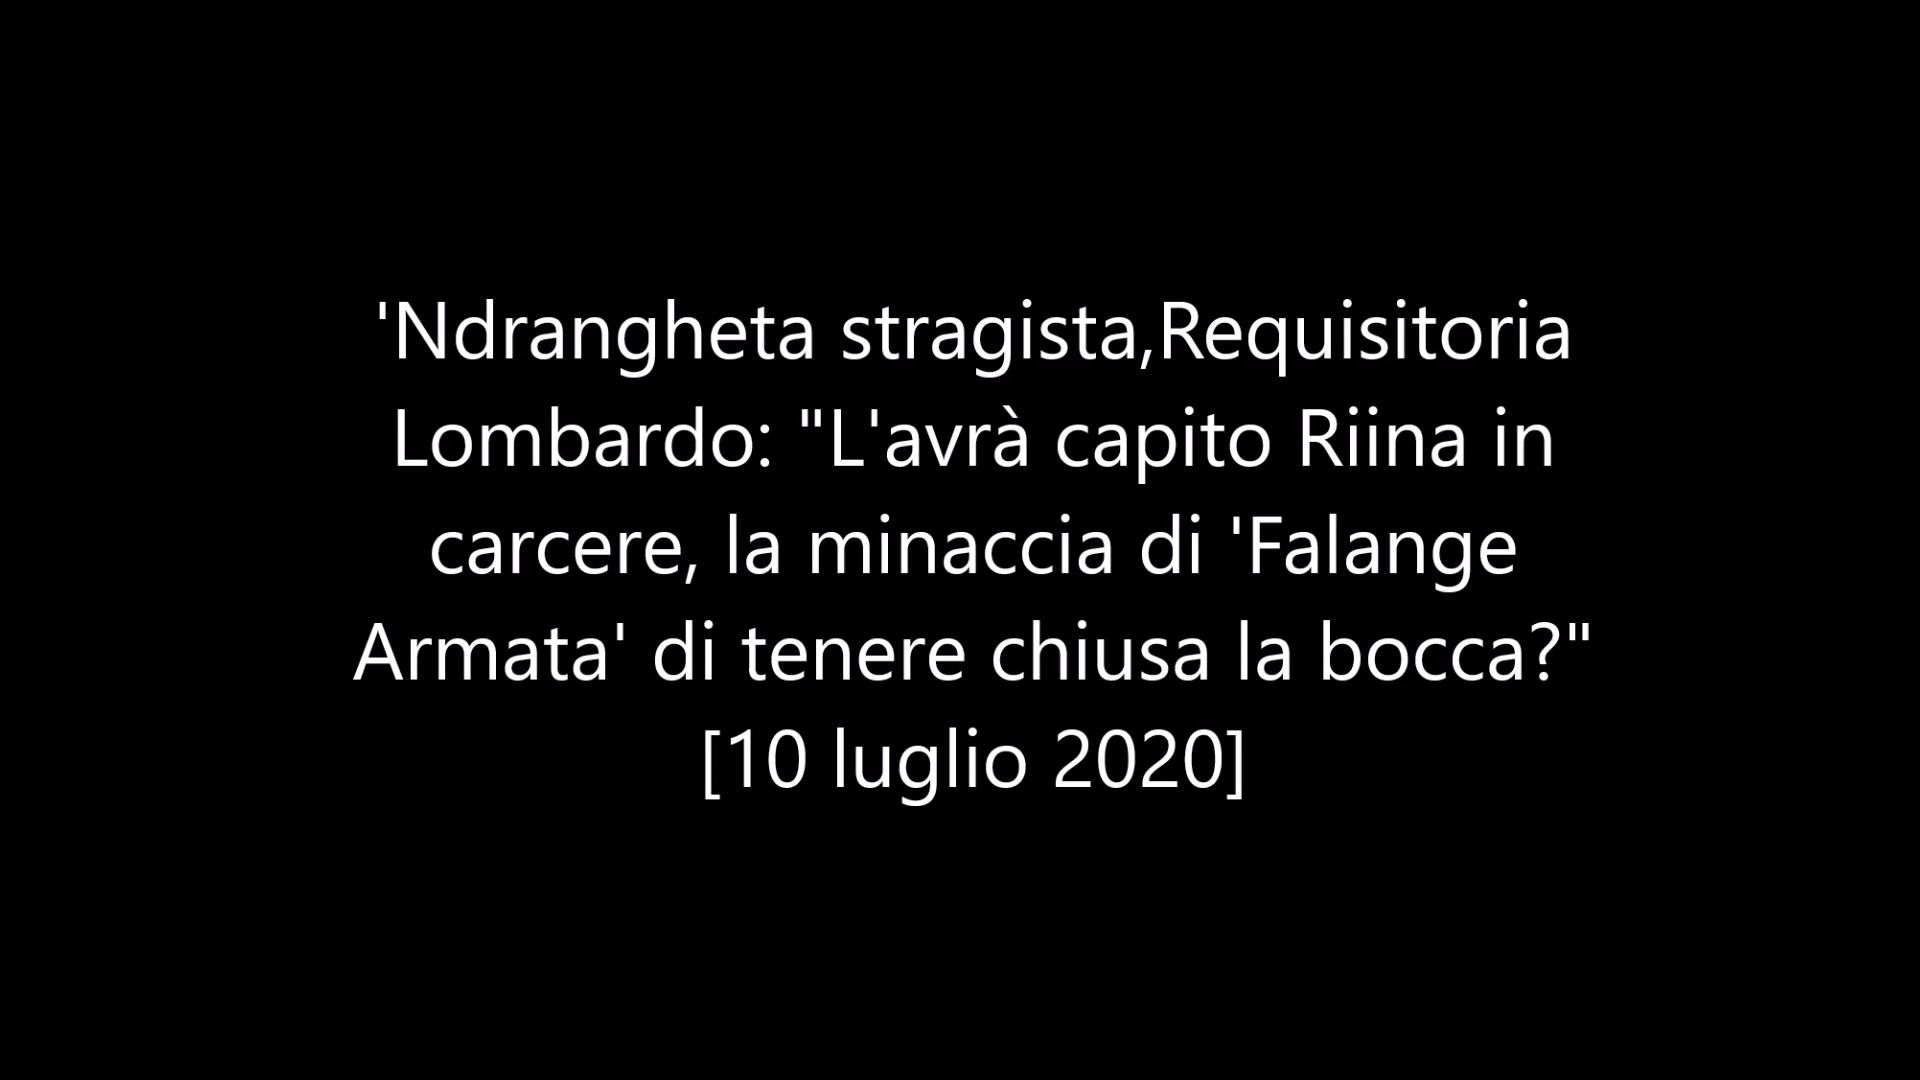 'Ndrangheta stragista,Requisitoria
Lombardo: "L'avrà capito Riina in
carcere, la minaccia di 'Falange
Armata' di tenere chiusa la bocca?"
[10 luglio 2020]